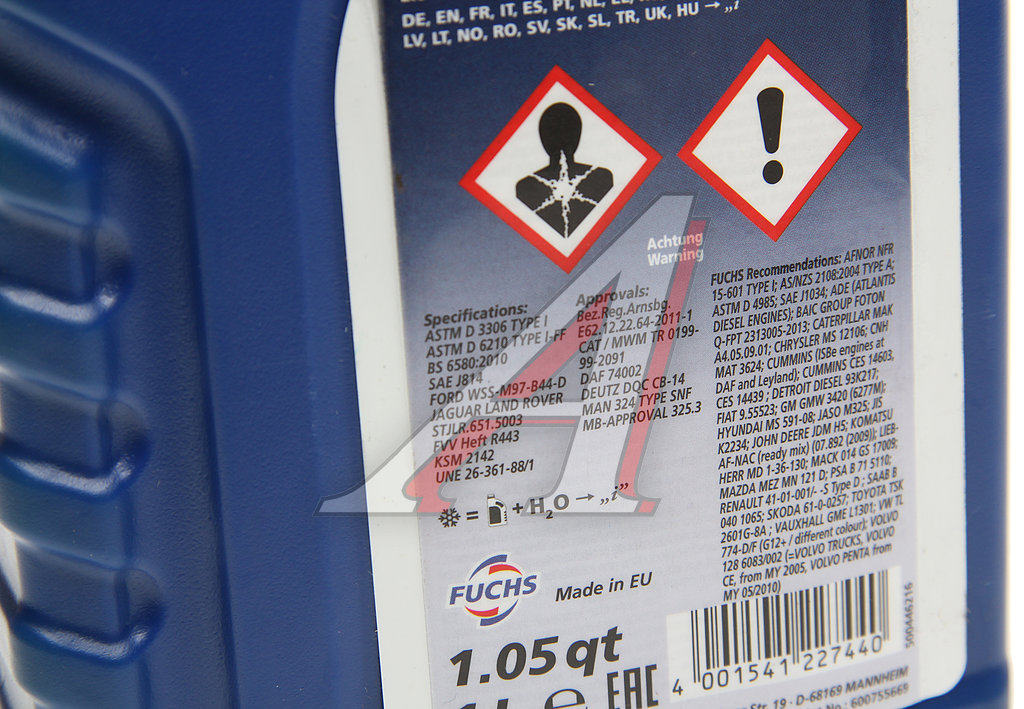 DE, EN, FR, IT, ES, PT, NL,
LV, LT, NO, RO, SV, SK, SL, TR, UK, HU → „i
Achtung
Warning
Specifications:
ASTM D 3306 TYPE I
ASTM D 6210 TYPE I-FF
BS 6580:2010
SAE J814
FORD WSS-M97-B44-D
JAGUAR LAND ROVER
STJLR.651.5003
FVV Heft R443
KSM 2142
UNE 26-361-88/1
Approvals:
Bez.Reg.Arnsbg.
E62.12.22.64-2011-1
CAT / MWM TR 0199-
99-2091
DAF 74002
DEUTZ DQC CB-14
MAN 324 TYPE SNF
MB-APPROVAL 325.3
FUCHS Recommendations: AFNOR NFR
15-601 TYPE I; AS/NZS 2108:2004 TYPE A;
ASTM D 4985; SAE J1034; ADE (ATLANTIS
DIESEL ENGINES); BAIC GROUP FOTON
Q-FPT 2313005-2013; CATERPILLAR MAK
A4.05.09.01; CHRYSLER MS 12106; CNH
MAT 3624; CUMMINS (ISBe engines at
DAF and Leyland); CUMMINS CES 14603,
CES 14439 ; DETROIT DIESEL 93K217;
FIAT 9.55523; GM GMW 3420 (6277M);
HYUNDAI MS 591-08; JASO M325; JIS
K2234; JOHN DEERE JDM H5; KOMATSU
AF-NAC (ready mix) (07.892 (2009)); LIEB-
HERR MD 1-36-130; MACK 014 GS 17009;
MAZDA MEZ MN 121 D; PSA B 71 5110;
RENAULT 41-01-001/- -S Type D ; SAAB B
040 1065; SKODA 61-0-0257; TOYOTA TSK
2601G-8A ; VAUXHALL GME L1301; VW TL
774-D/F (G12+ / different colour); VOLVO
128 6083/002 (=VOLVO TRUCKS, VOLVO
CE, from MY 2005, VOLVO PENTA from
MY 05/2010)
= + H2O → „i”
FUCHS
Made in EU
1.05 qt
1 L e EAC
4 001541 227440
500446216
Str. 19 · D-68169 MANNHEIM
No.: 600755669